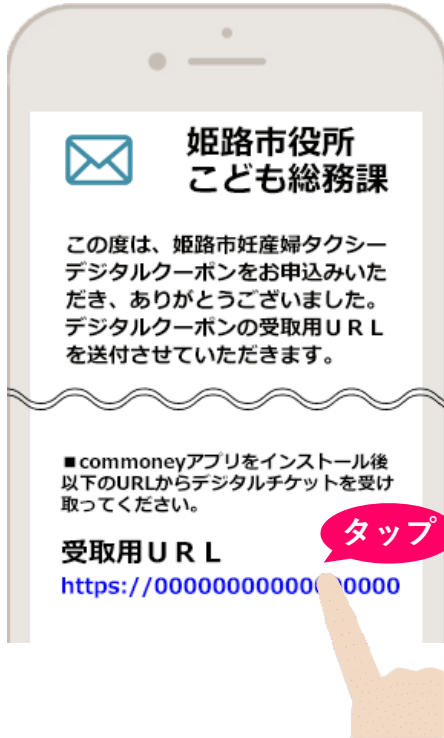 姫路市役所
こども総務課
この度は、姫路市妊産婦タクシー
デジタルクーポンをお申込みいた
だき、ありがとうございました。
デジタルクーポンの受取用ＵＲＬ
を送付させていただきます。
■commoneyアプリをインストール後
以下のURLからデジタルチケットを受け
取ってください。
タップ
受取用ＵＲＬ
https://00000000000000000